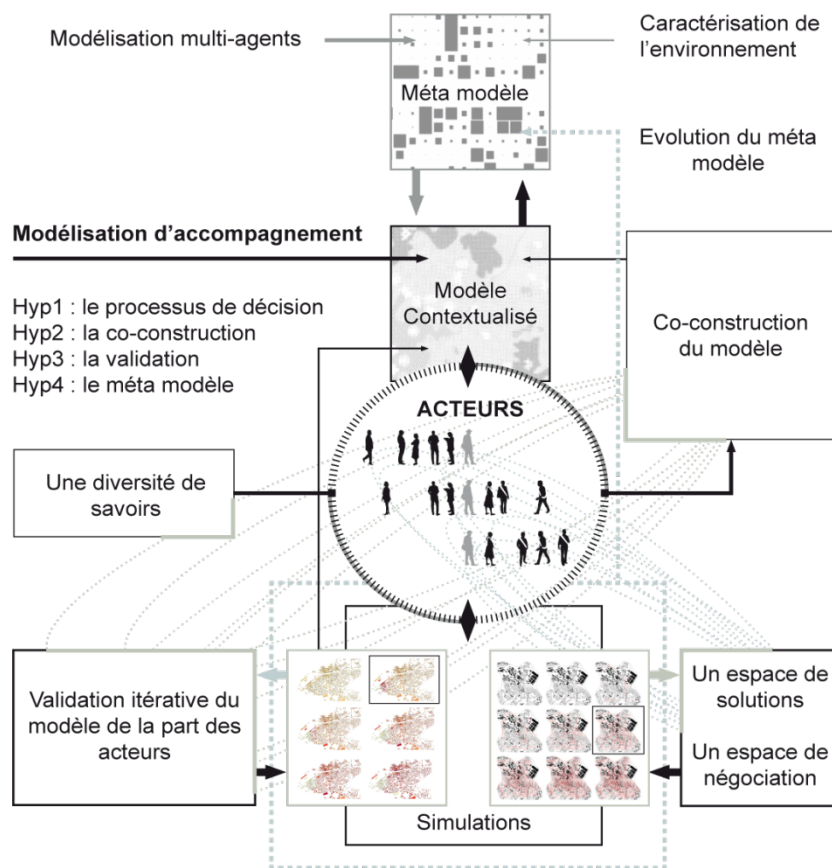 Modélisation multi-agents
Caractérisation de
l'environnement
Méta modèle
Evolution du méta
modèle
Modélisation d'accompagnement
Hyp1 : le processus de décision
Hyp2 : la co-construction
Hyp3 : la validation
Hyp4 : le méta modèle
Modèle
Contextualisé
Co-construction
du modèle
ACTEURS
Une diversité de
savoirs
Validation itérative du
modèle de la part des
acteurs
Un espace de
solutions
Un espace de
négociation
Simulations